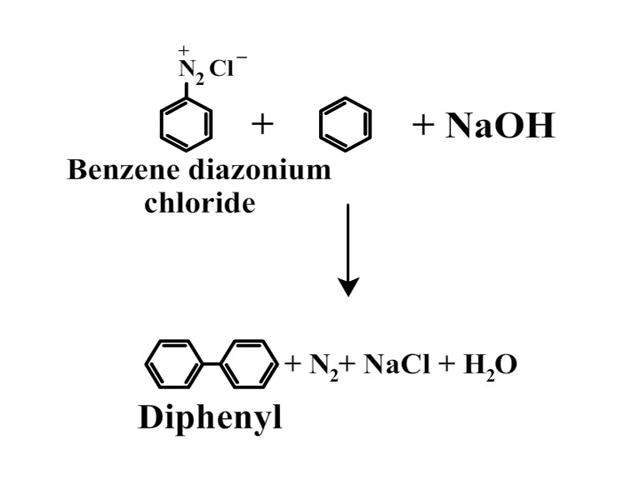 +
N₂ Cl⁻
+ + NaOH
Benzene diazonium
chloride
+ N₂+ NaCl + H₂O
Diphenyl